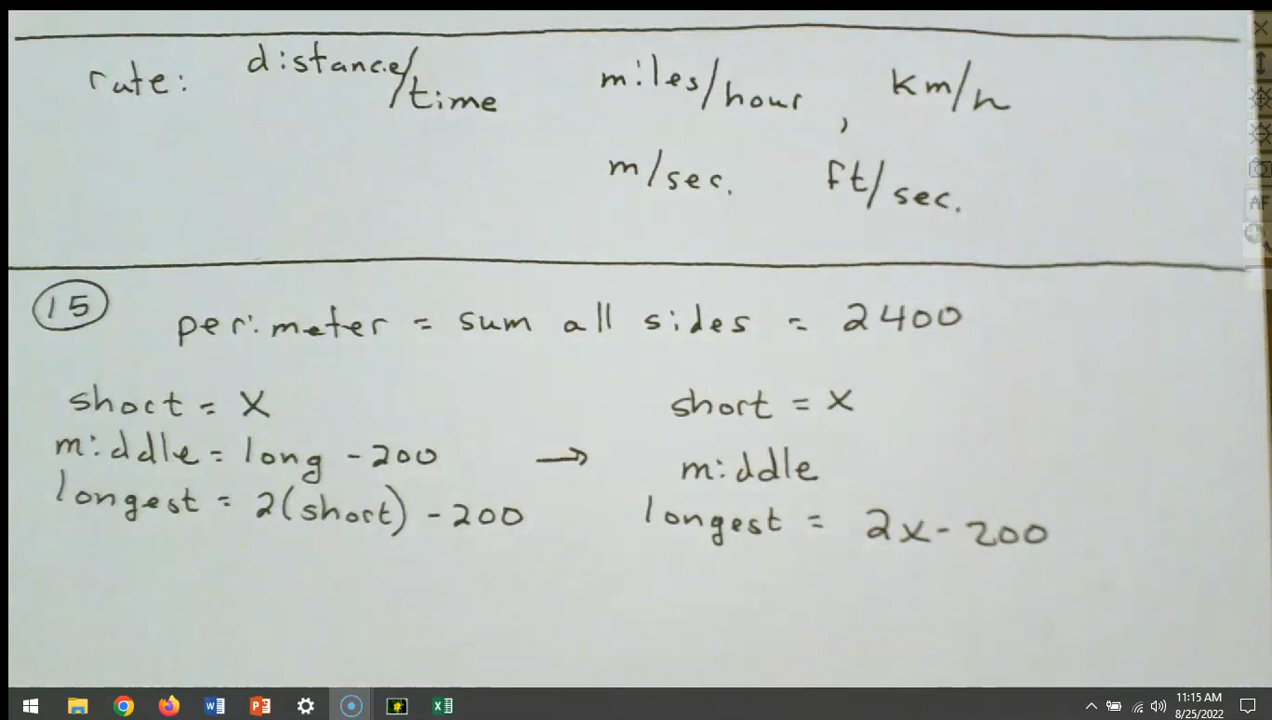 rate: distance/time miles/hour, km/h
m/sec. ft/sec.
15 perimeter = sum all sides = 2400
short = x
middle = long - 200
longest = 2(short) - 200
→
short = x
middle
longest = 2x - 200
AF
11:15 AM
8/25/2022